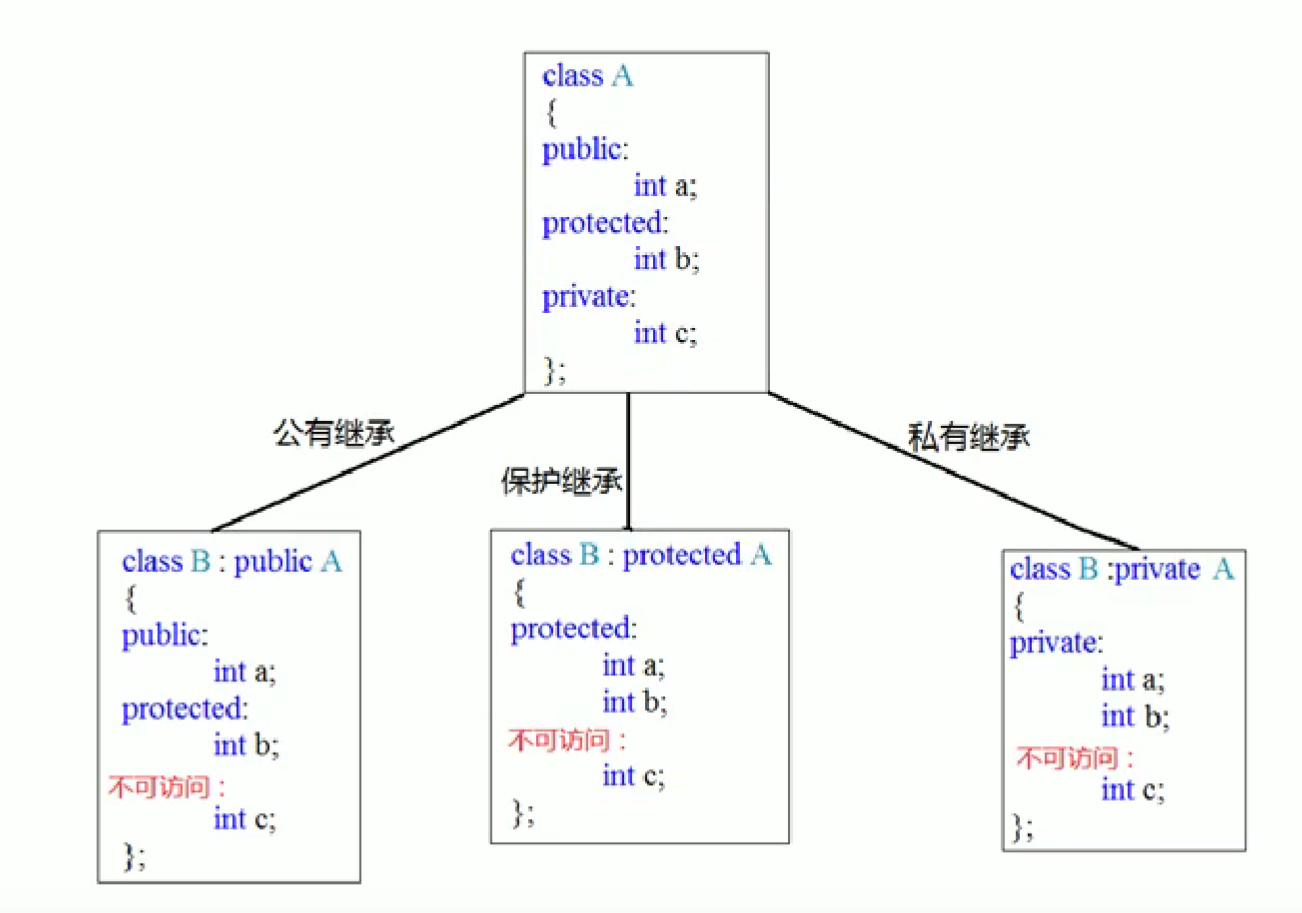 class A
{
public:
int a;
protected:
int b;
private:
int c;
};
公有继承
保护继承
私有继承
class B : public A
{
public:
int a;
protected:
int b;
不可访问：
int c;
};
class B : protected A
{
protected:
int a;
int b;
不可访问：
int c;
};
class B :private A
{
private:
int a;
int b;
不可访问：
int c;
};